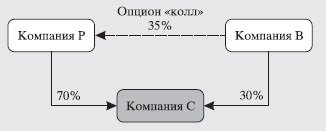 Опцион «колл»
35%
Компания Р
Компания В
70%
30%
Компания С